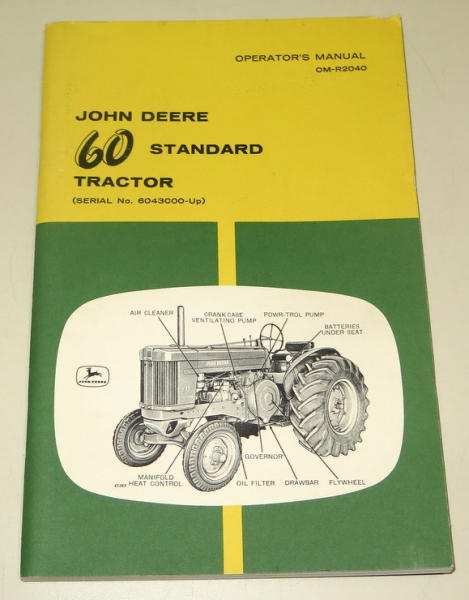 OPERATOR'S MANUAL
OM-R2040
JOHN DEERE
60 STANDARD
TRACTOR
(SERIAL No. 6043000-Up)
AIR CLEANER
CRANKCASE
VENTILATING PUMP
POWR-TROL PUMP
BATTERIES
UNDER SEAT
JOHN DEERE
GOVERNOR
MANIFOLD
HEAT CONTROL
OIL FILTER
DRAWBAR
FLYWHEEL